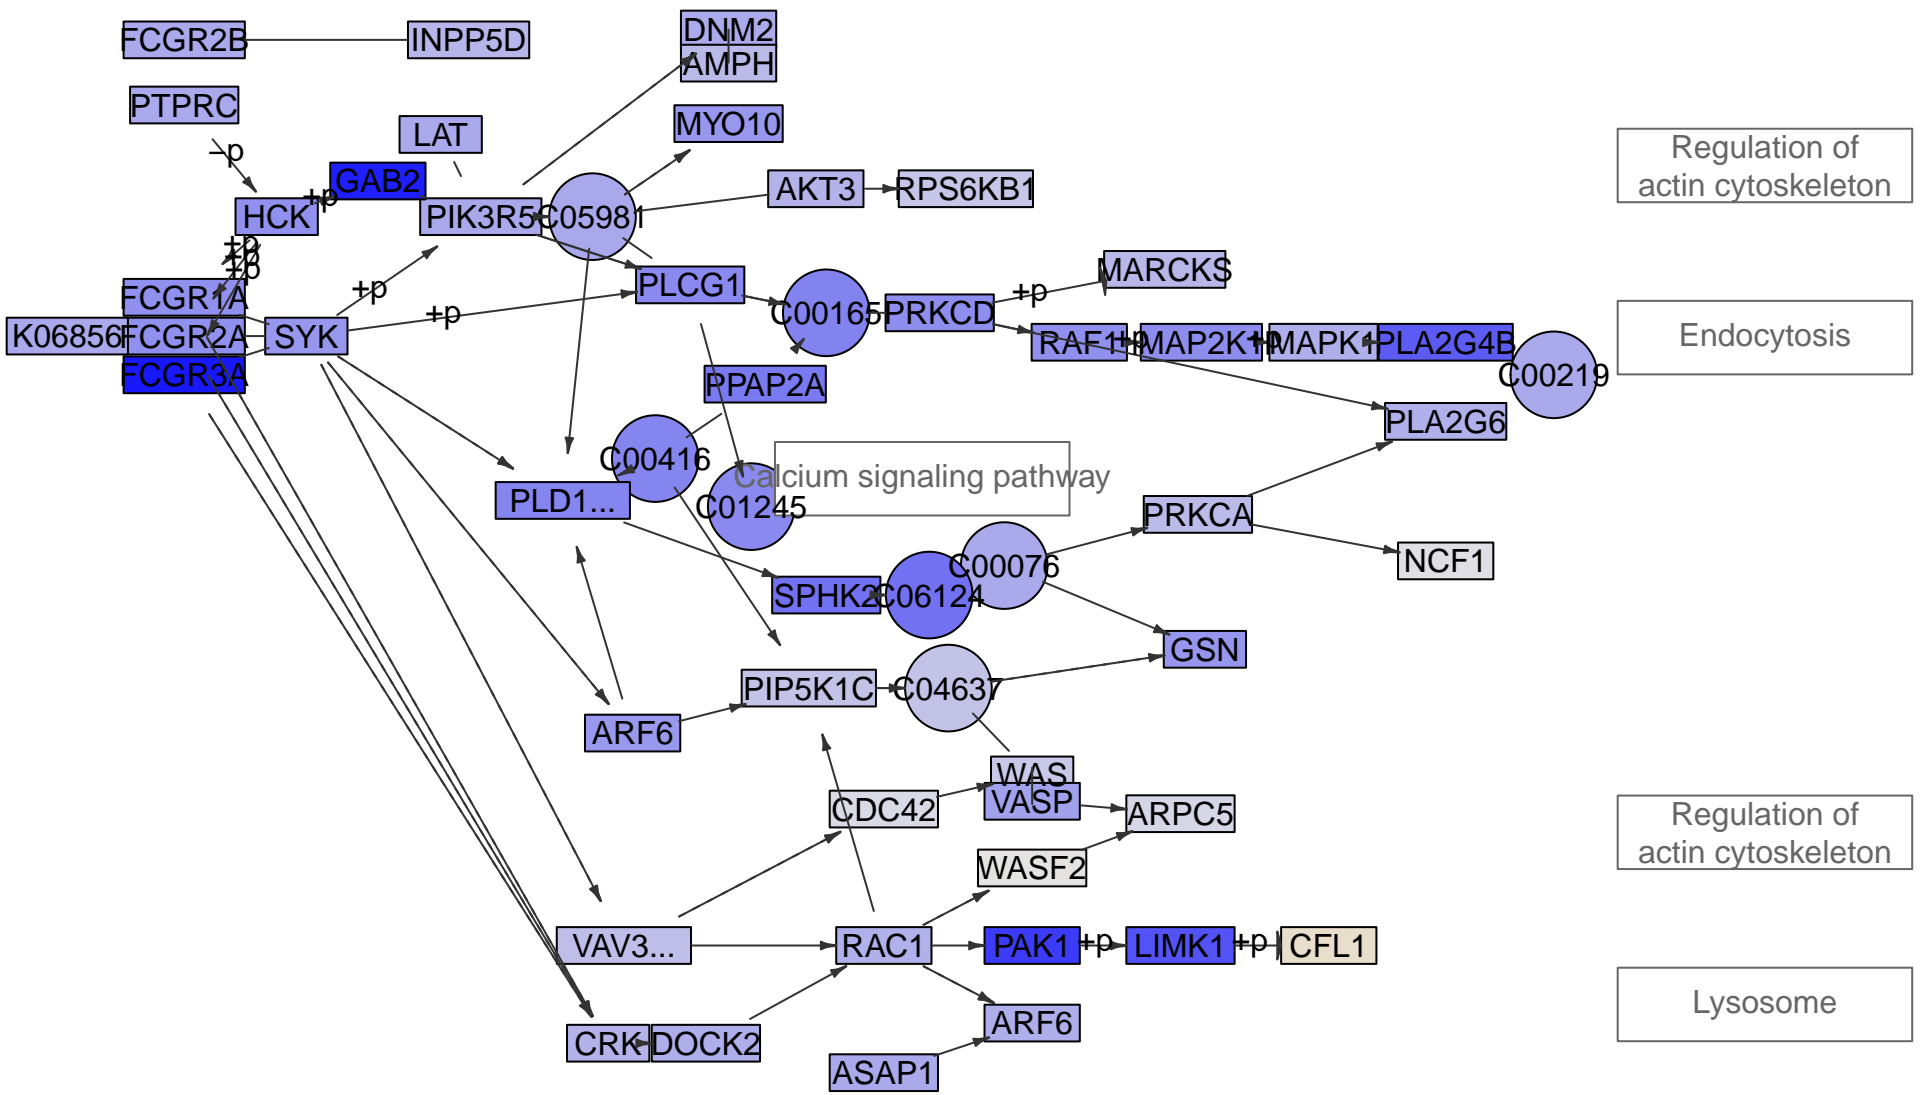 DNM2
FCGR2B
INPP5D
AMPH
PTPRC
MYO10
LAT
–p
Regulation of
actin cytoskeleton
GAB2
+p
AKT3
RPS6KB1
HCK
PIK3R5
C05981
+p
+p
+p
MARCKS
PLCG1
+p
+p
FCGR1A
C00165
PRKCD
+p
K06856
FCGR2A
SYK
RAF1
+p
MAP2K1
+p
MAPK1
PLA2G4B
Endocytosis
FCGR3A
PPAP2A
C00219
PLA2G6
C00416
Calcium signaling pathway
PLD1...
C01245
PRKCA
C00076
NCF1
SPHK2
C06124
GSN
PIP5K1C
C04637
ARF6
WAS
VASP
CDC42
ARPC5
Regulation of
actin cytoskeleton
WASF2
VAV3...
RAC1
PAK1
+p
LIMK1
+p
CFL1
Lysosome
ARF6
CRK
DOCK2
ASAP1